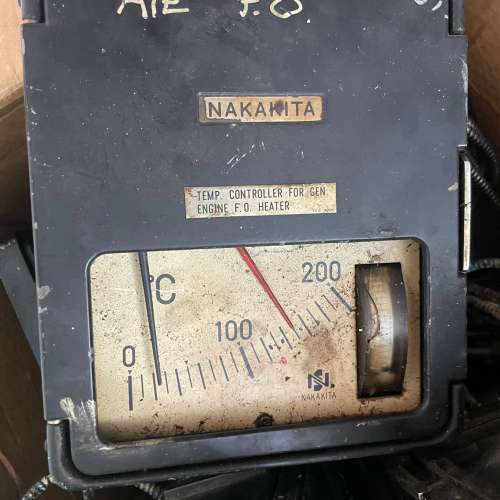 A/E F.O
NAKAKITA
TEMP. CONTROLLER FOR GEN.
ENGINE F.O. HEATER
°C
0 100 200
NAKAKITA